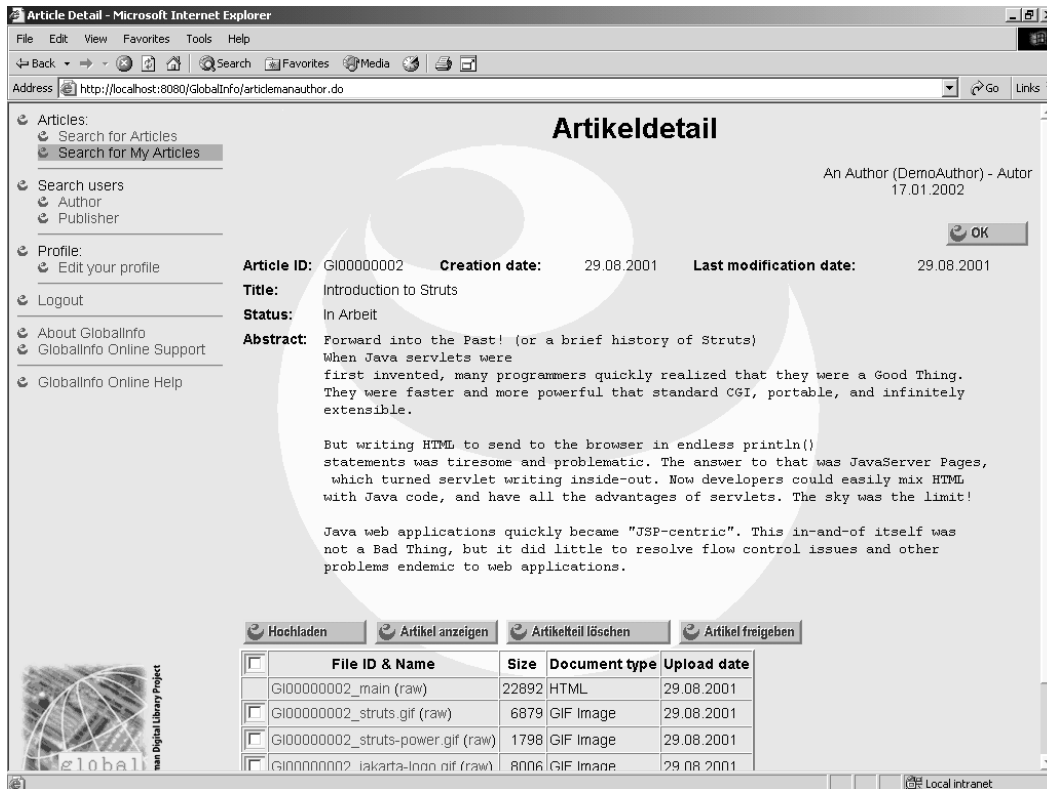 Article Detail - Microsoft Internet Explorer
File Edit View Favorites Tools Help
Back Search Favorites Media
Address http://localhost:8080/GlobalInfo/articlemanauthor.do Go Links
Articles:
Search for Articles
Search for My Articles
Search users
Author
Publisher
Profile:
Edit your profile
Logout
About GlobalInfo
GlobalInfo Online Support
GlobalInfo Online Help
Artikeldetail
An Author (DemoAuthor) - Autor
17.01.2002
OK
Article ID: GI00000002 Creation date: 29.08.2001 Last modification date: 29.08.2001
Title: Introduction to Struts
Status: In Arbeit
Abstract: Forward into the Past! (or a brief history of Struts)
When Java servlets were
first invented, many programmers quickly realized that they were a Good Thing.
They were faster and more powerful that standard CGI, portable, and infinitely
extensible.
But writing HTML to send to the browser in endless println()
statements was tiresome and problematic. The answer to that was JavaServer Pages,
which turned servlet writing inside-out. Now developers could easily mix HTML
with Java code, and have all the advantages of servlets. The sky was the limit!
Java web applications quickly became "JSP-centric". This in-and-of itself was
not a Bad Thing, but it did little to resolve flow control issues and other
problems endemic to web applications.
Hochladen Artikel anzeigen Artikelteil löschen Artikel freigeben
File ID & Name Size Document type Upload date
GI00000002_main (raw) 22892 HTML 29.08.2001
GI00000002_struts.gif (raw) 6879 GIF Image 29.08.2001
GI00000002_struts-power.gif (raw) 1798 GIF Image 29.08.2001
GI00000002_jakarta-logo.gif (raw) 8006 GIF Image 29.08.2001
global
Digital Library Project
Local intranet